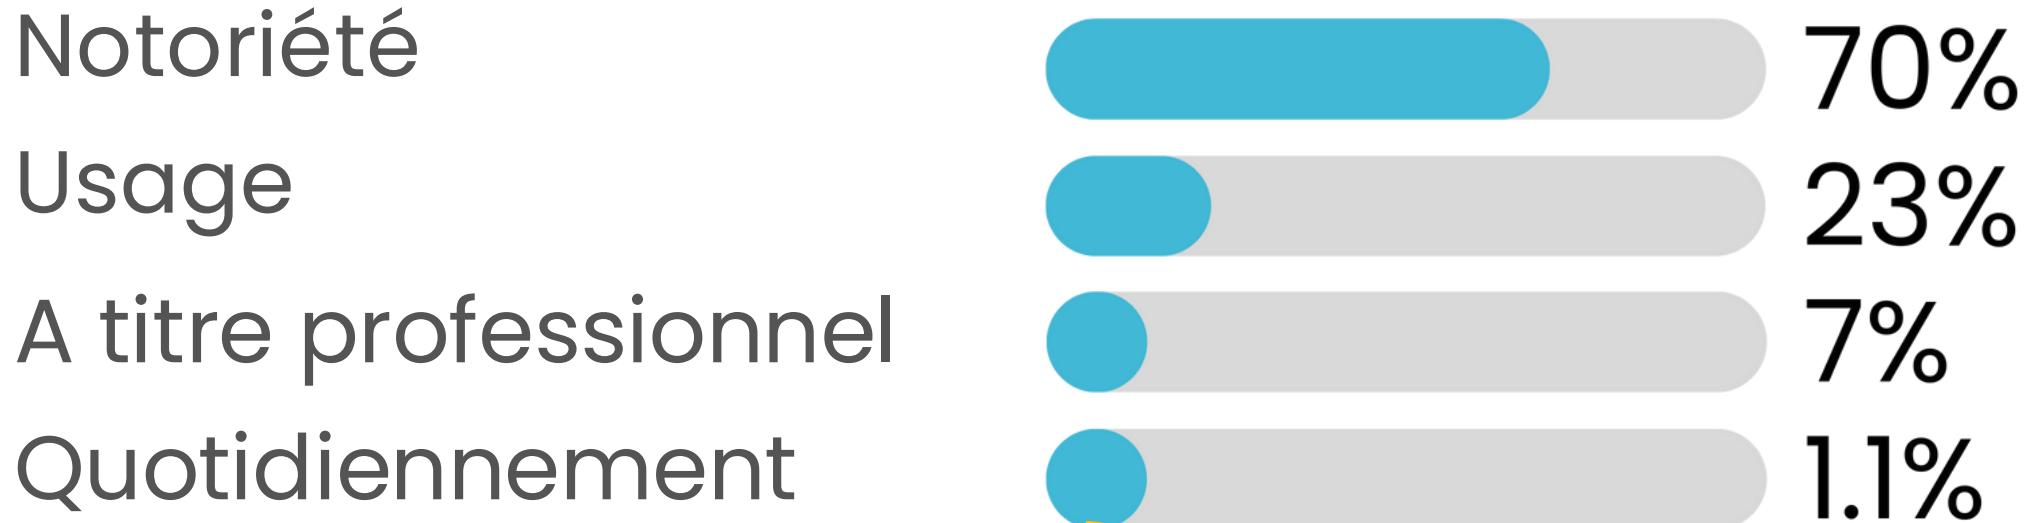 Notoriété 70%
Usage 23%
A titre professionnel 7%
Quotidiennement 1.1%